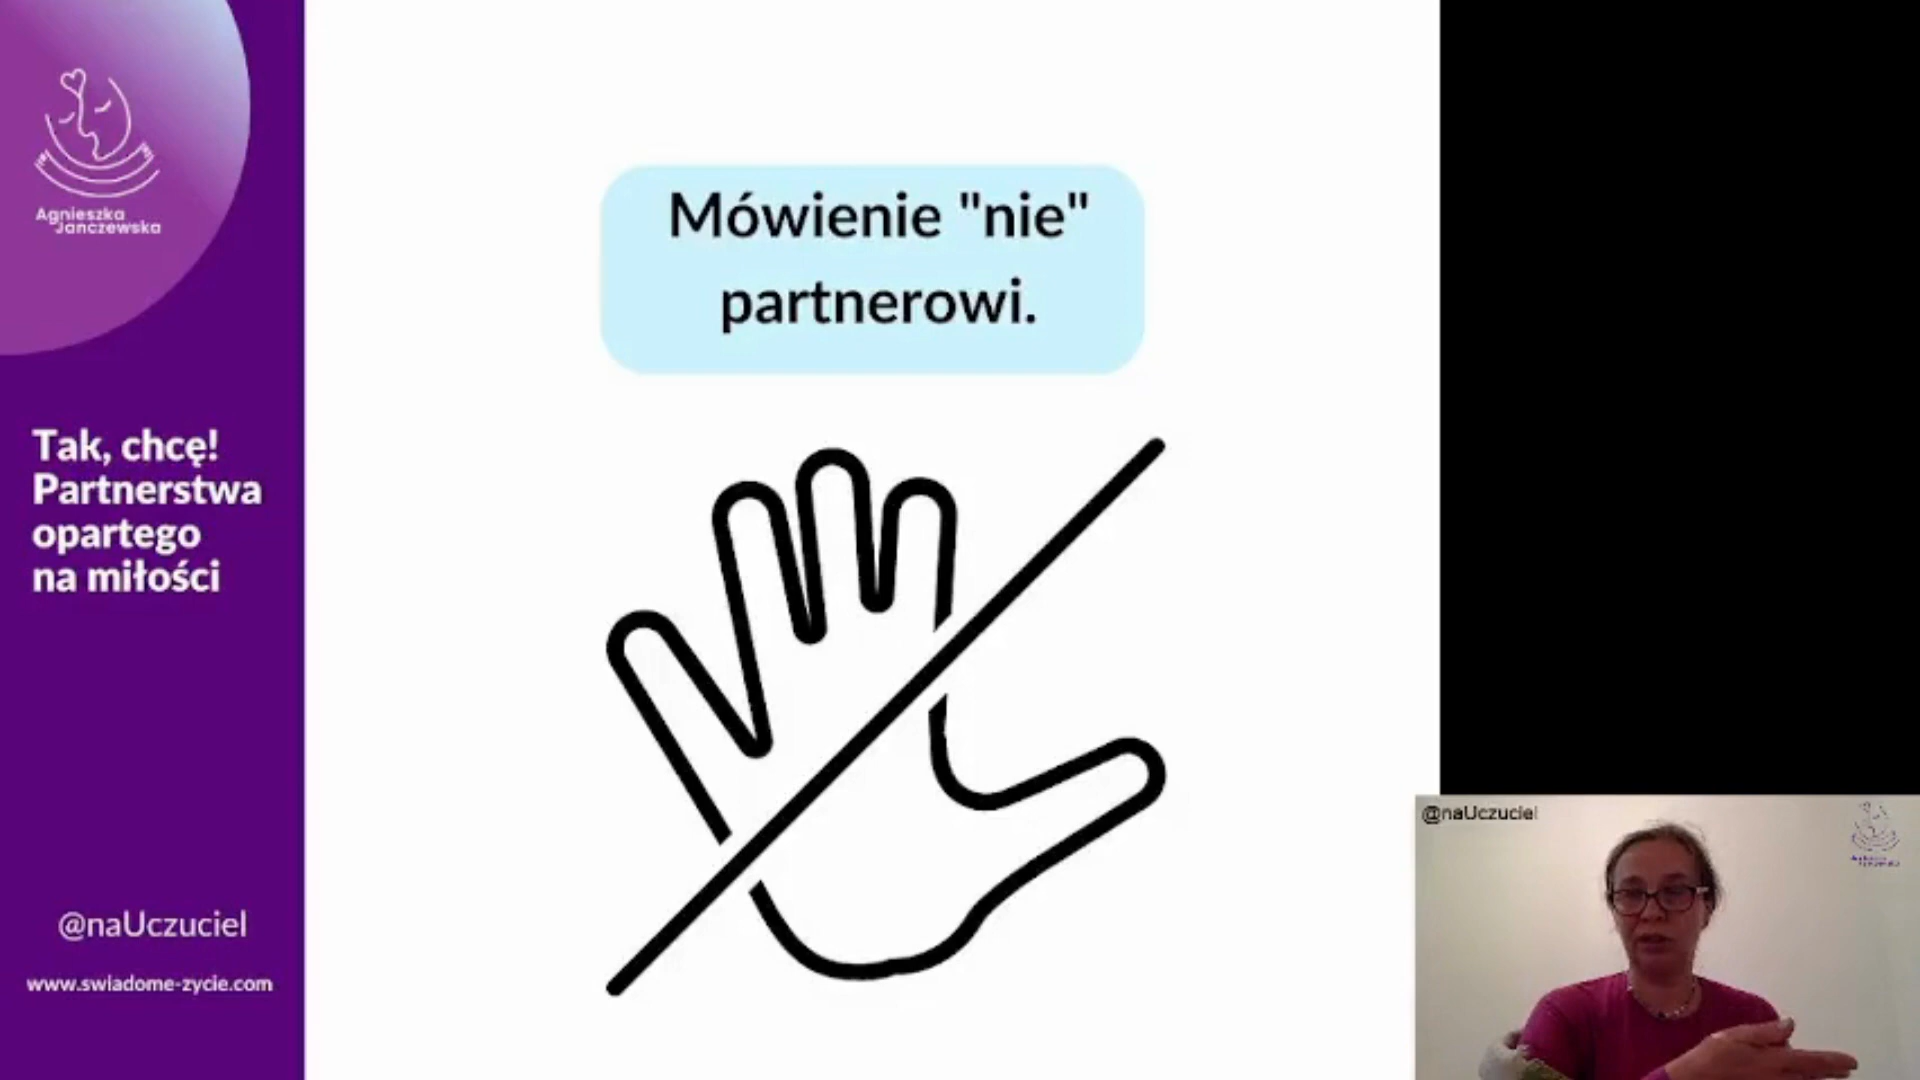 Agnieszka
Janczewska
Tak, chcę!
Partnerstwa
opartego
na miłości
@naUczuciel
www.swiadome-zycie.com
Mówienie "nie"
partnerowi.
@naUczuciel